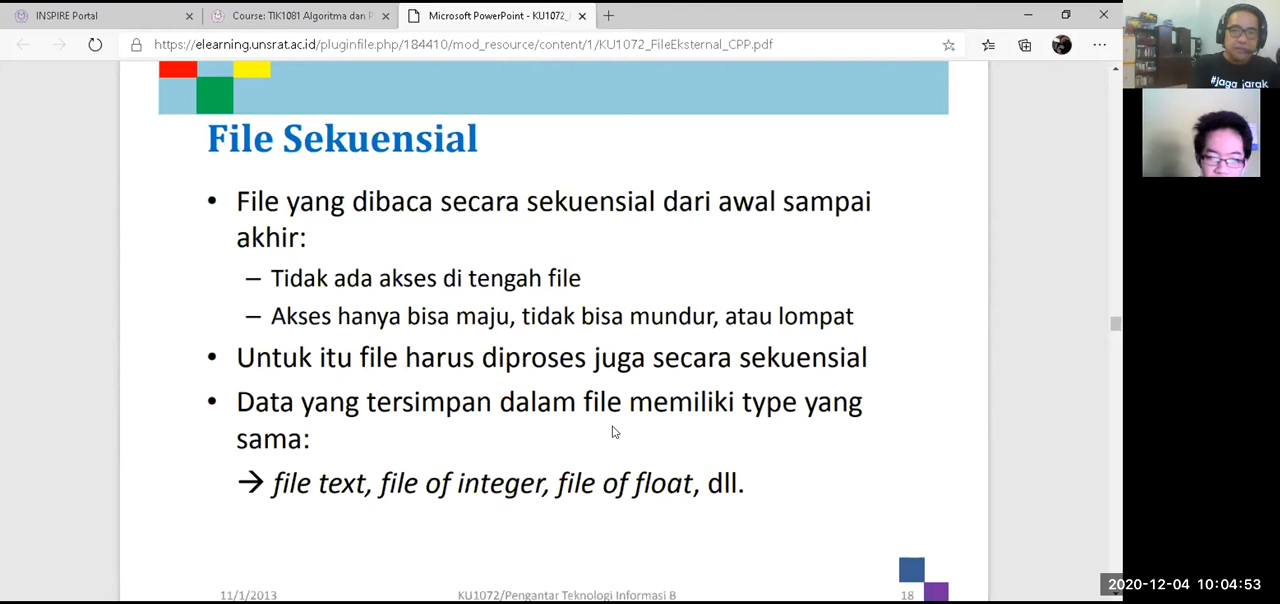 INSPIRE Portal
Course: TIK1081 Algoritma dan P
Microsoft PowerPoint - KU1072_
https://elearning.unsrat.ac.id/pluginfile.php/184410/mod_resource/content/1/KU1072_FileEksternal_CPP.pdf
#jaga jarak
File Sekuensial
• File yang dibaca secara sekuensial dari awal sampai
akhir:
– Tidak ada akses di tengah file
– Akses hanya bisa maju, tidak bisa mundur, atau lompat
• Untuk itu file harus diproses juga secara sekuensial
• Data yang tersimpan dalam file memiliki type yang
sama:
→ file text, file of integer, file of float, dll.
11/1/2013
KU1072/Pengantar Teknologi Informasi B
18
2020-12-04 10:04:53